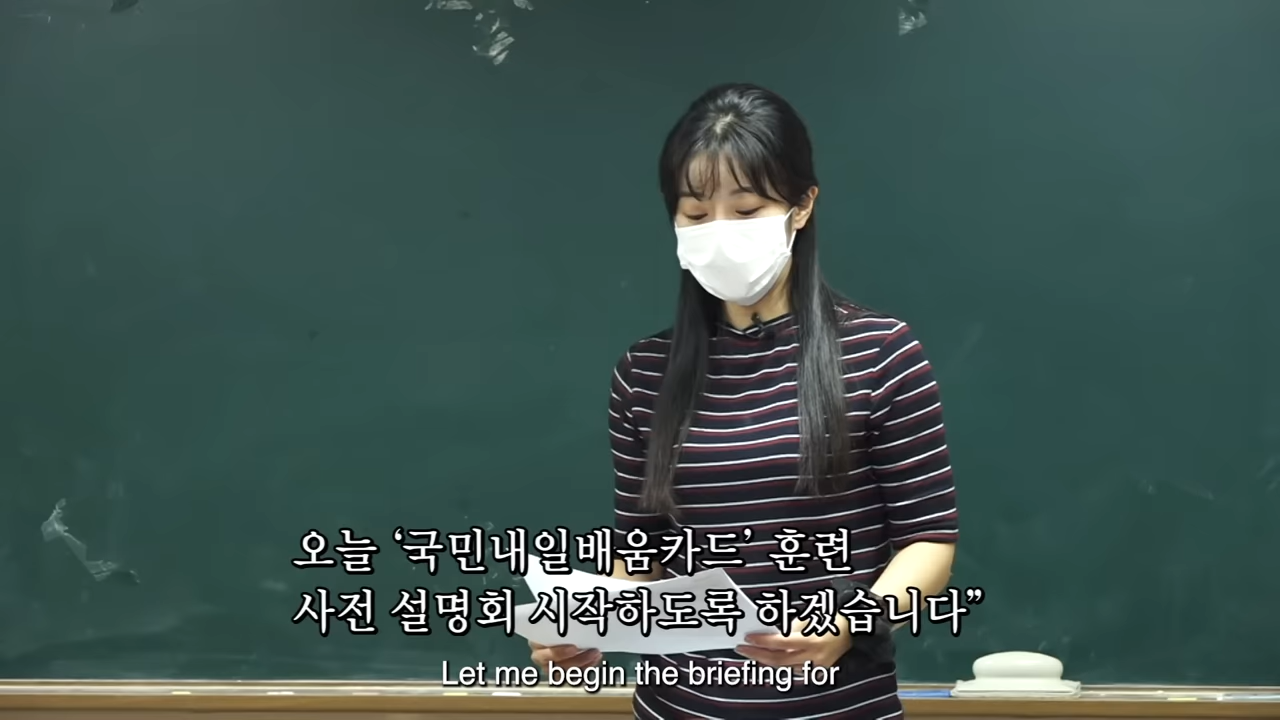 오늘 ‘국민내일배움카드’ 훈련
사전 설명회 시작하도록 하겠습니다”
Let me begin the briefing for